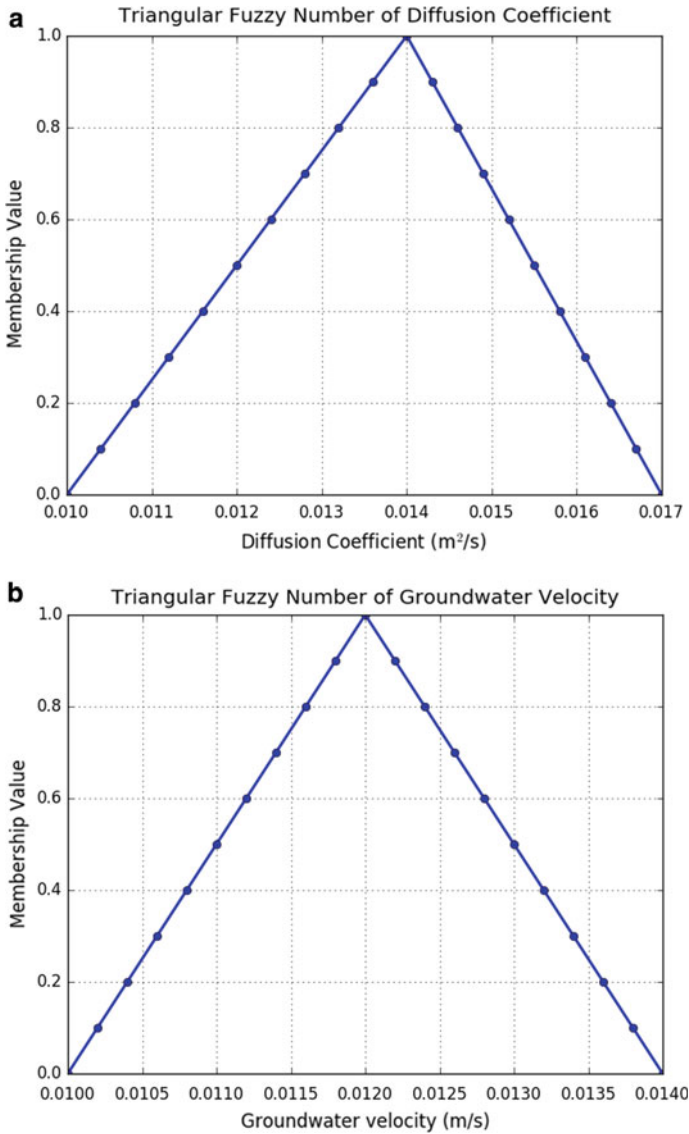 a
Triangular Fuzzy Number of Diffusion Coefficient
1.0
0.8
0.6
0.4
0.2
0.0
Membership Value
0.010 0.011 0.012 0.013 0.014 0.015 0.016 0.017
Diffusion Coefficient (m²/s)
b
Triangular Fuzzy Number of Groundwater Velocity
1.0
0.8
0.6
0.4
0.2
0.0
Membership Value
0.0100 0.0105 0.0110 0.0115 0.0120 0.0125 0.0130 0.0135 0.0140
Groundwater velocity (m/s)